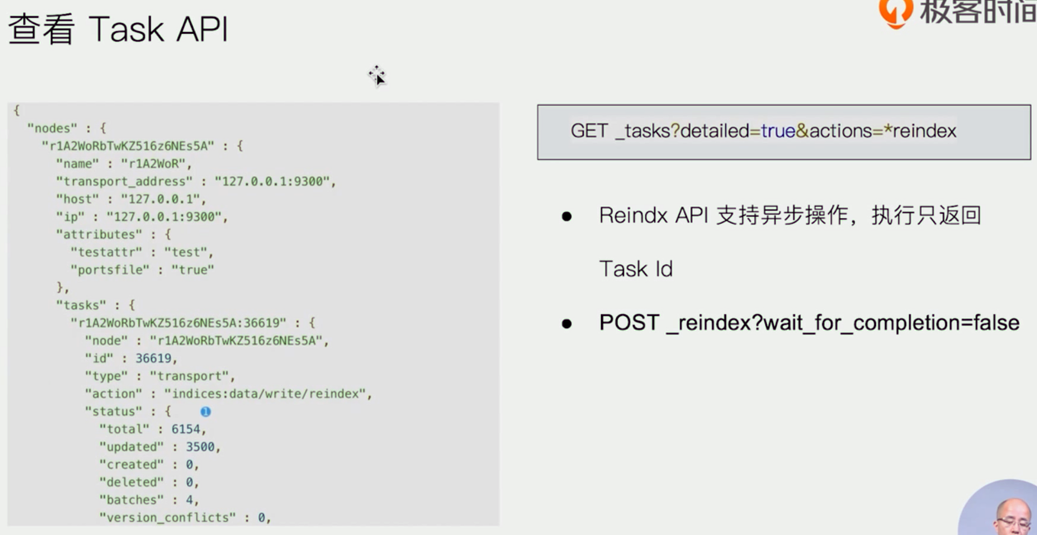 查看 Task API
极客时间
{
"nodes" : {
"r1A2WoRbTwKZ516z6NEs5A" : {
"name" : "r1A2WoR",
"transport_address" : "127.0.0.1:9300",
"host" : "127.0.0.1",
"ip" : "127.0.0.1:9300",
"attributes" : {
"testattr" : "test",
"portsfile" : "true"
},
"tasks" : {
"r1A2WoRbTwKZ516z6NEs5A:36619" : {
"node" : "r1A2WoRbTwKZ516z6NEs5A",
"id" : 36619,
"type" : "transport",
"action" : "indices:data/write/reindex",
"status" : { 1
"total" : 6154,
"updated" : 3500,
"created" : 0,
"deleted" : 0,
"batches" : 4,
"version_conflicts" : 0,
GET _tasks?detailed=true&actions=*reindex
● Reindx API 支持异步操作，执行只返回
Task Id
● POST _reindex?wait_for_completion=false